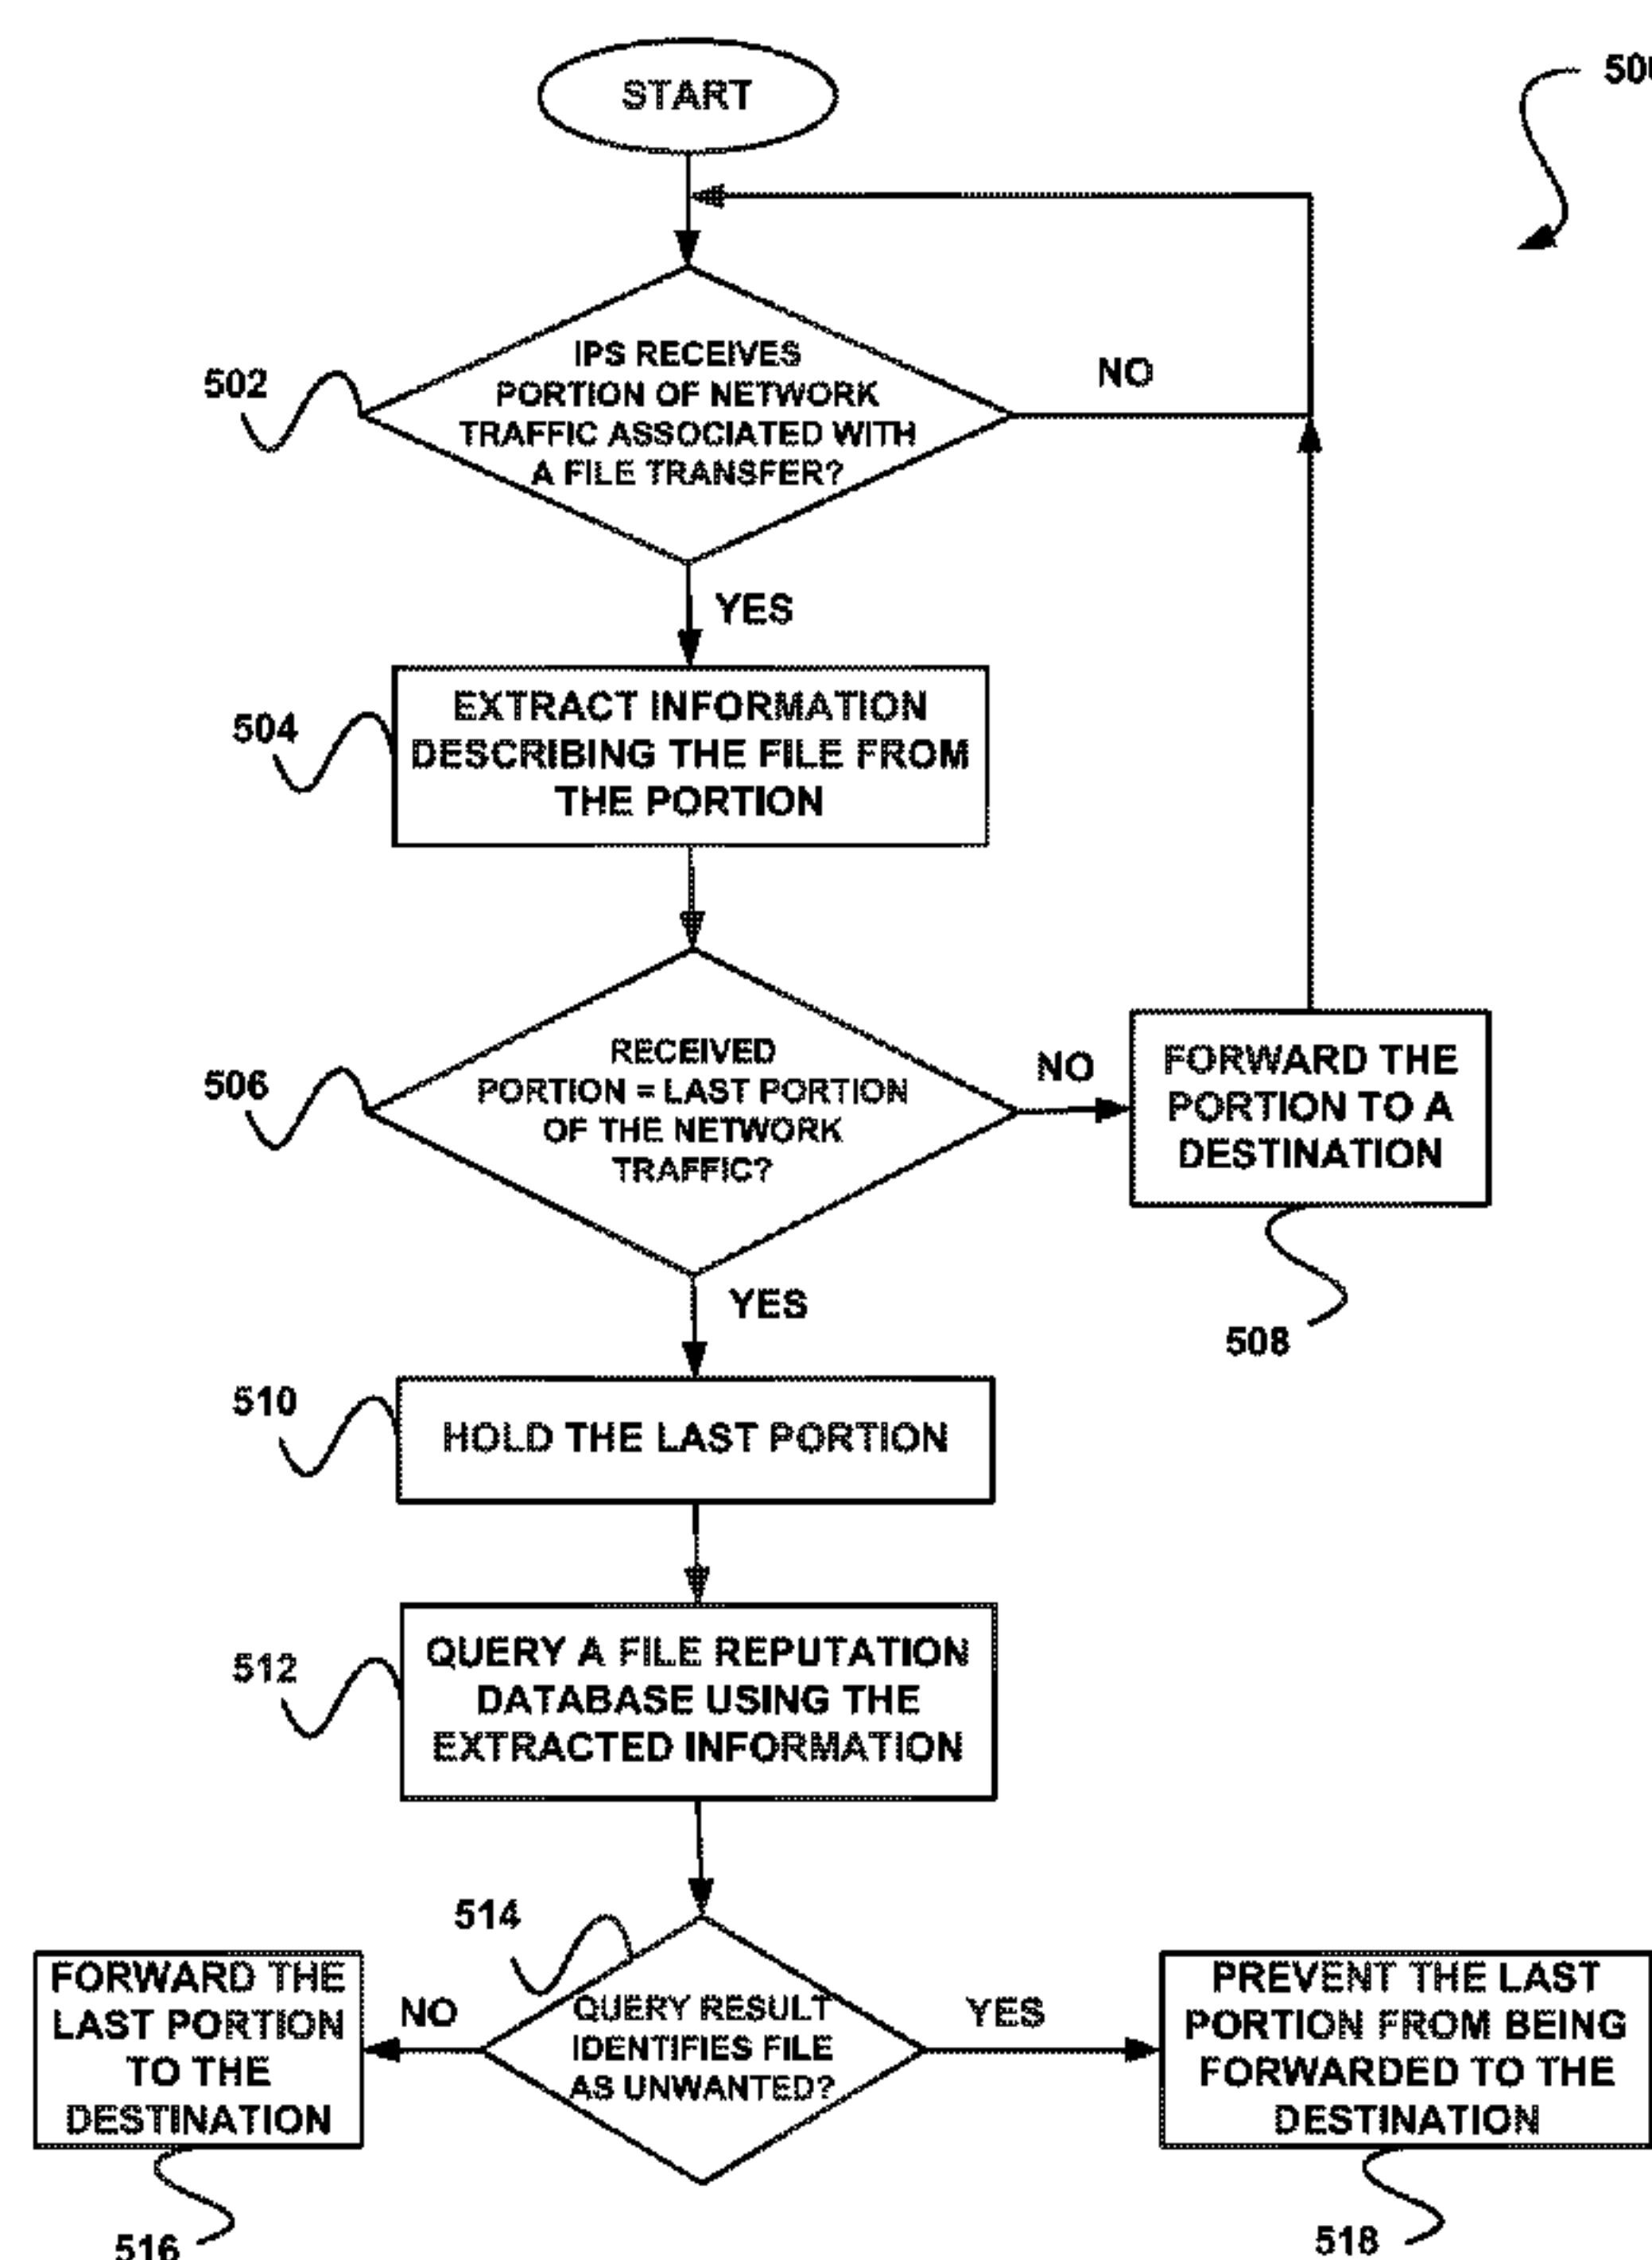 START
500
IPS RECEIVES
PORTION OF NETWORK
TRAFFIC ASSOCIATED WITH
A FILE TRANSFER?
502
NO
YES
EXTRACT INFORMATION
DESCRIBING THE FILE FROM
THE PORTION
504
RECEIVED
PORTION = LAST PORTION
OF THE NETWORK
TRAFFIC?
506
NO
FORWARD THE
PORTION TO A
DESTINATION
508
YES
HOLD THE LAST PORTION
510
QUERY A FILE REPUTATION
DATABASE USING THE
EXTRACTED INFORMATION
512
514
QUERY RESULT
IDENTIFIES FILE
AS UNWANTED?
NO
FORWARD THE
LAST PORTION
TO THE
DESTINATION
516
YES
PREVENT THE LAST
PORTION FROM BEING
FORWARDED TO THE
DESTINATION
518